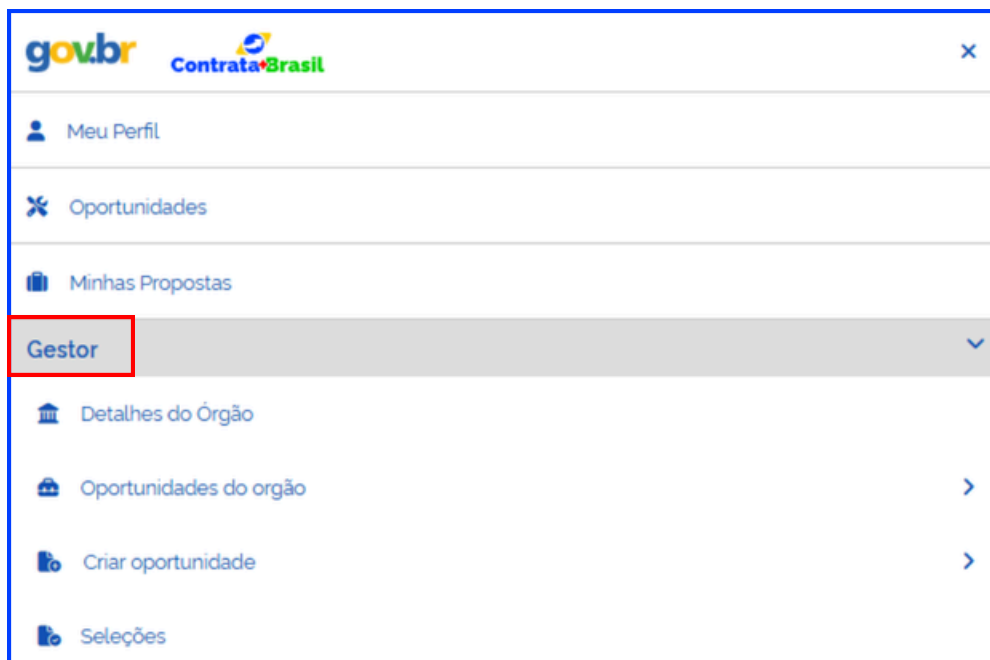 gov.br Contrata+Brasil
Meu Perfil
Oportunidades
Minhas Propostas
Gestor
Detalhes do Órgão
Oportunidades do orgão
Criar oportunidade
Seleções